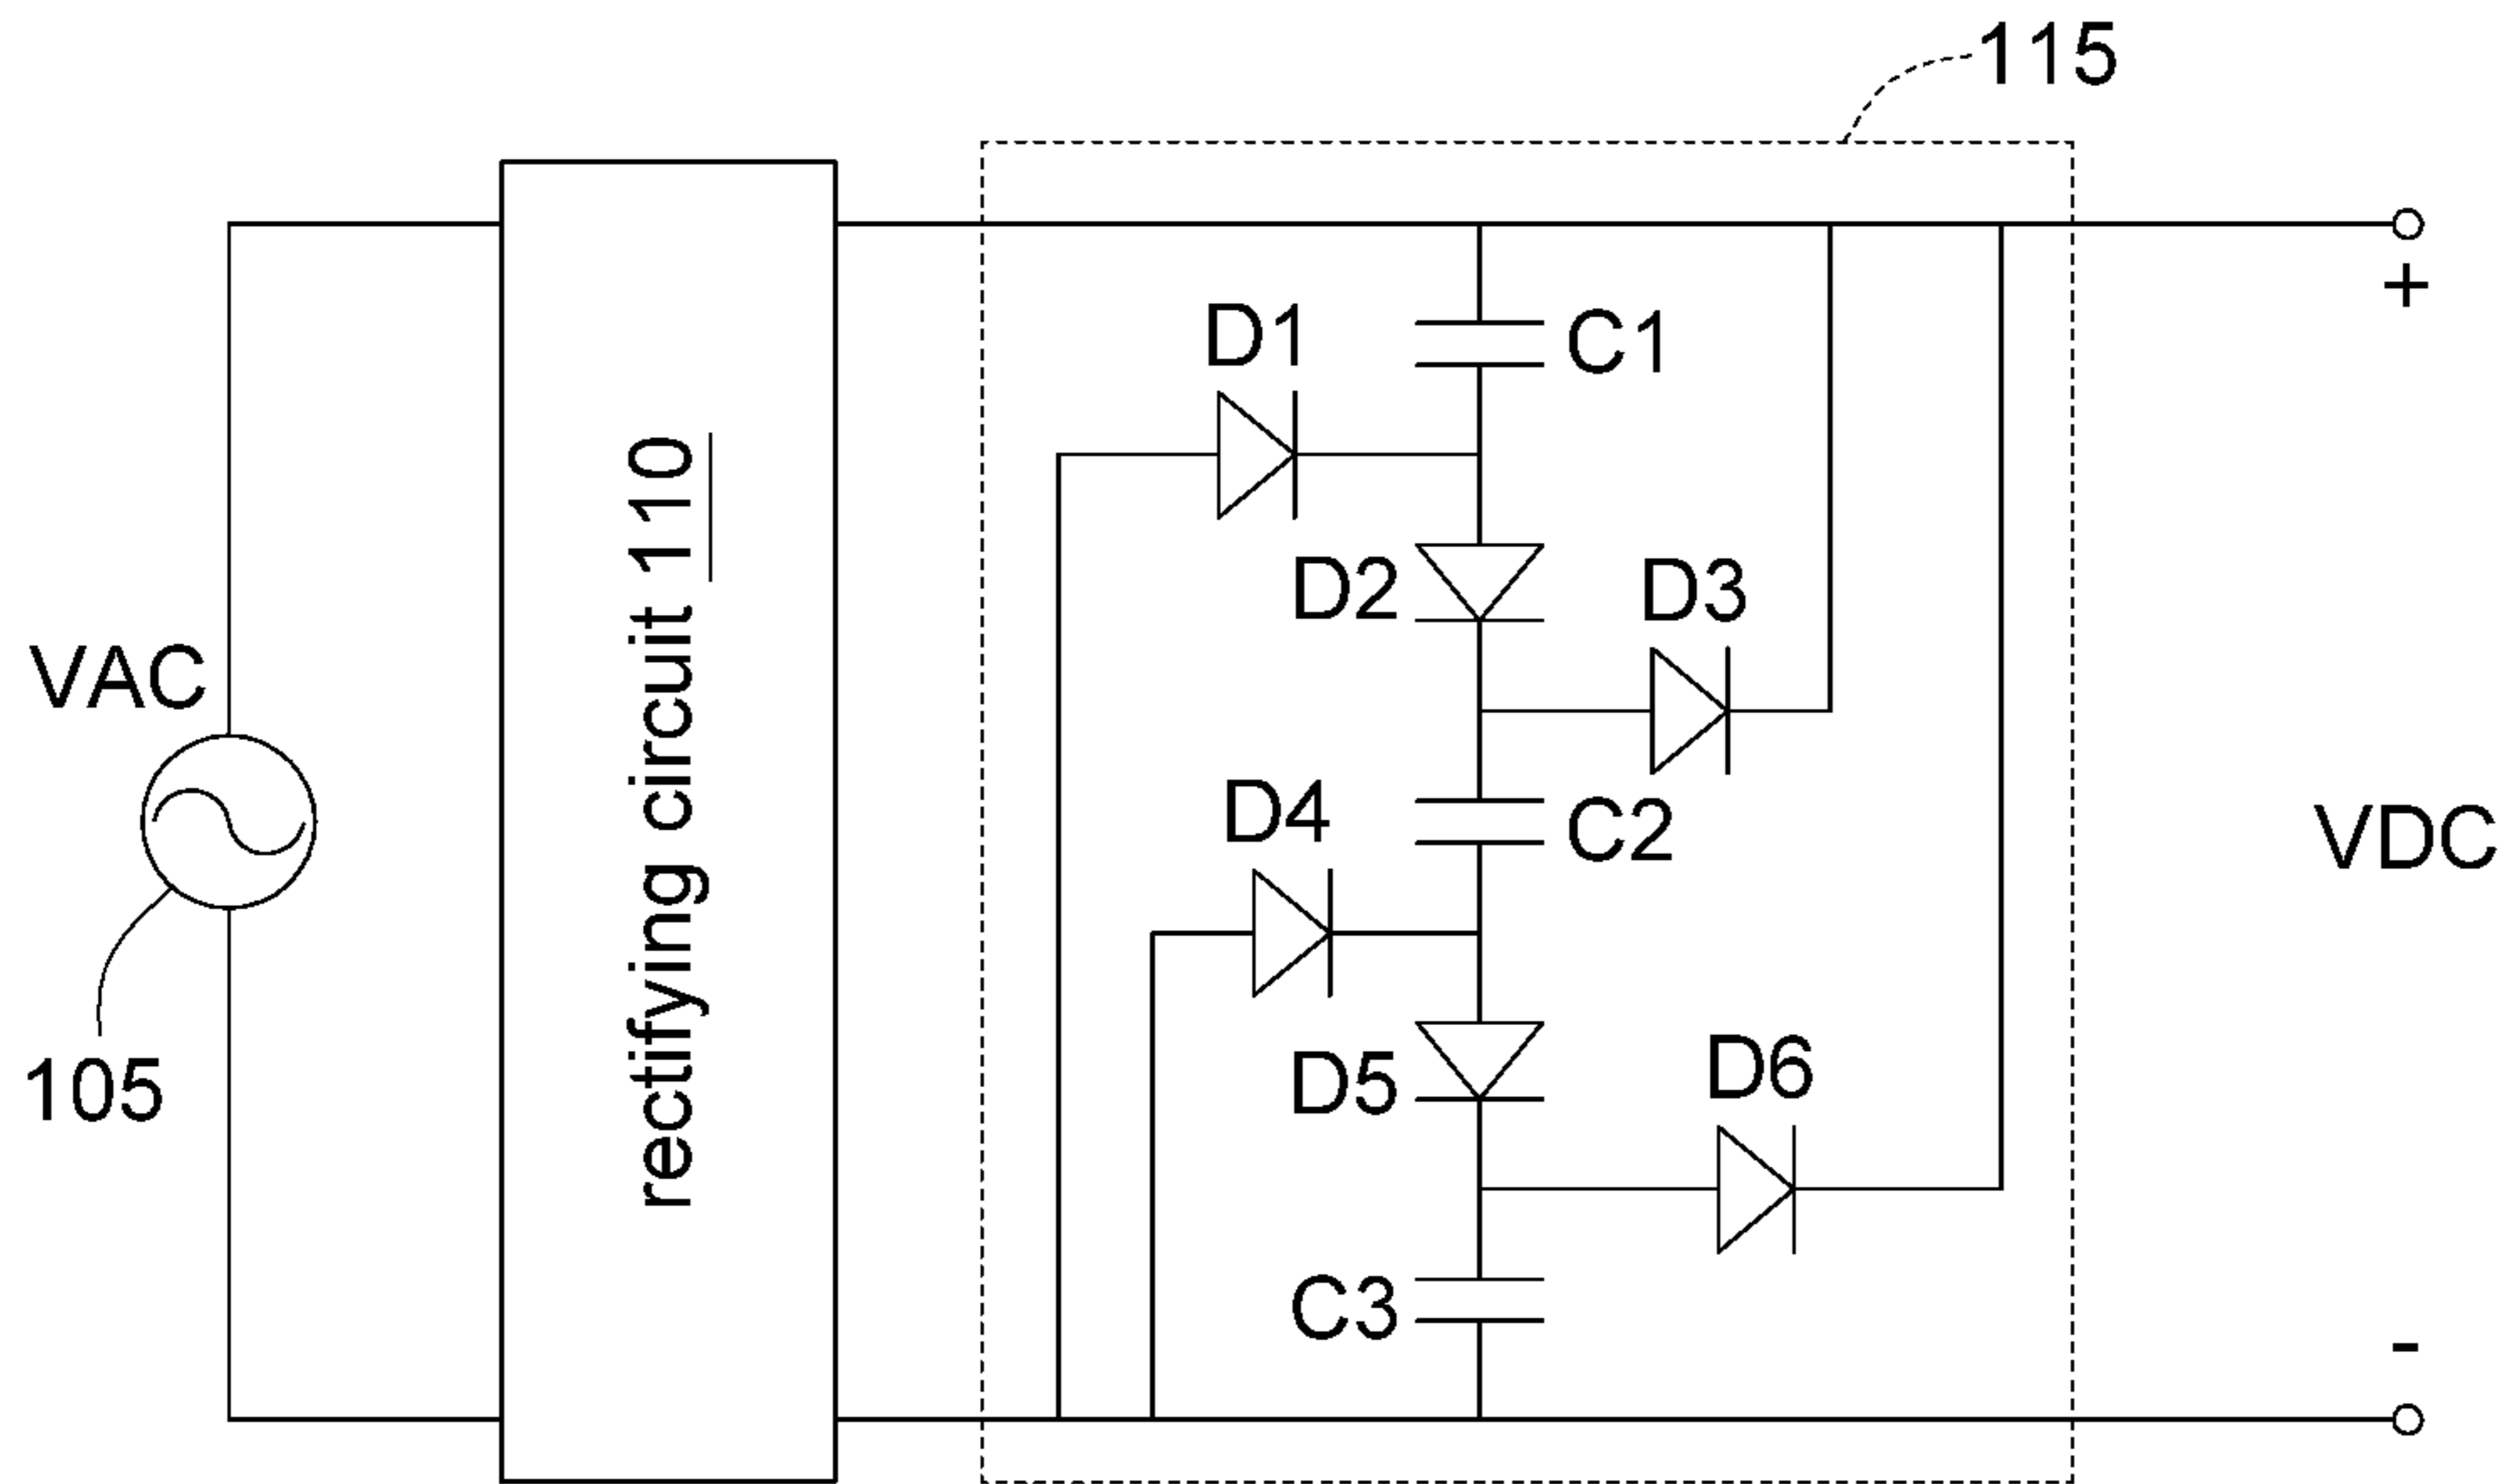 115
D1
C1
D2
D3
VAC
rectifying circuit 110
D4
C2
VDC
+
D5
D6
105
C3
-